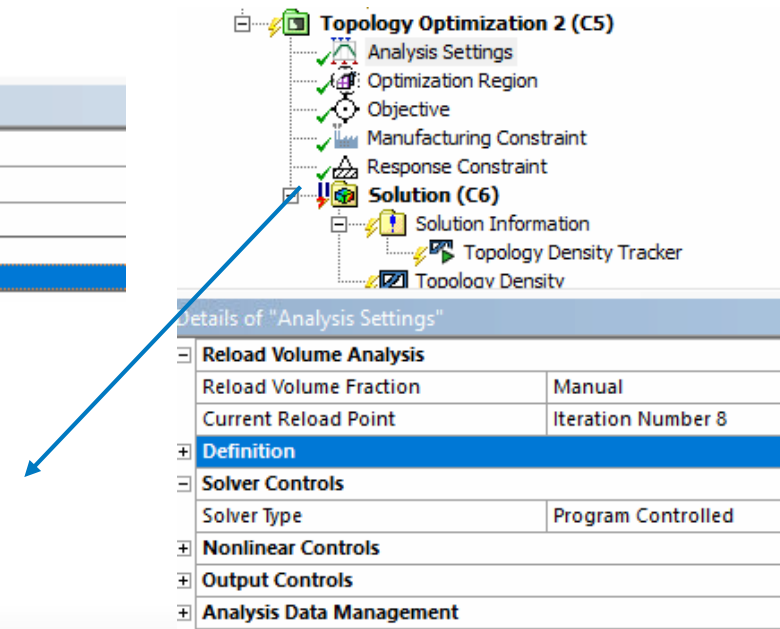 Topology Optimization 2 (C5)
Analysis Settings
Optimization Region
Objective
Manufacturing Constraint
Response Constraint
Solution (C6)
Solution Information
Topology Density Tracker
Topology Density
Details of "Analysis Settings"
Reload Volume Analysis
Reload Volume Fraction Manual
Current Reload Point Iteration Number 8
Definition
Solver Controls
Solver Type Program Controlled
Nonlinear Controls
Output Controls
Analysis Data Management